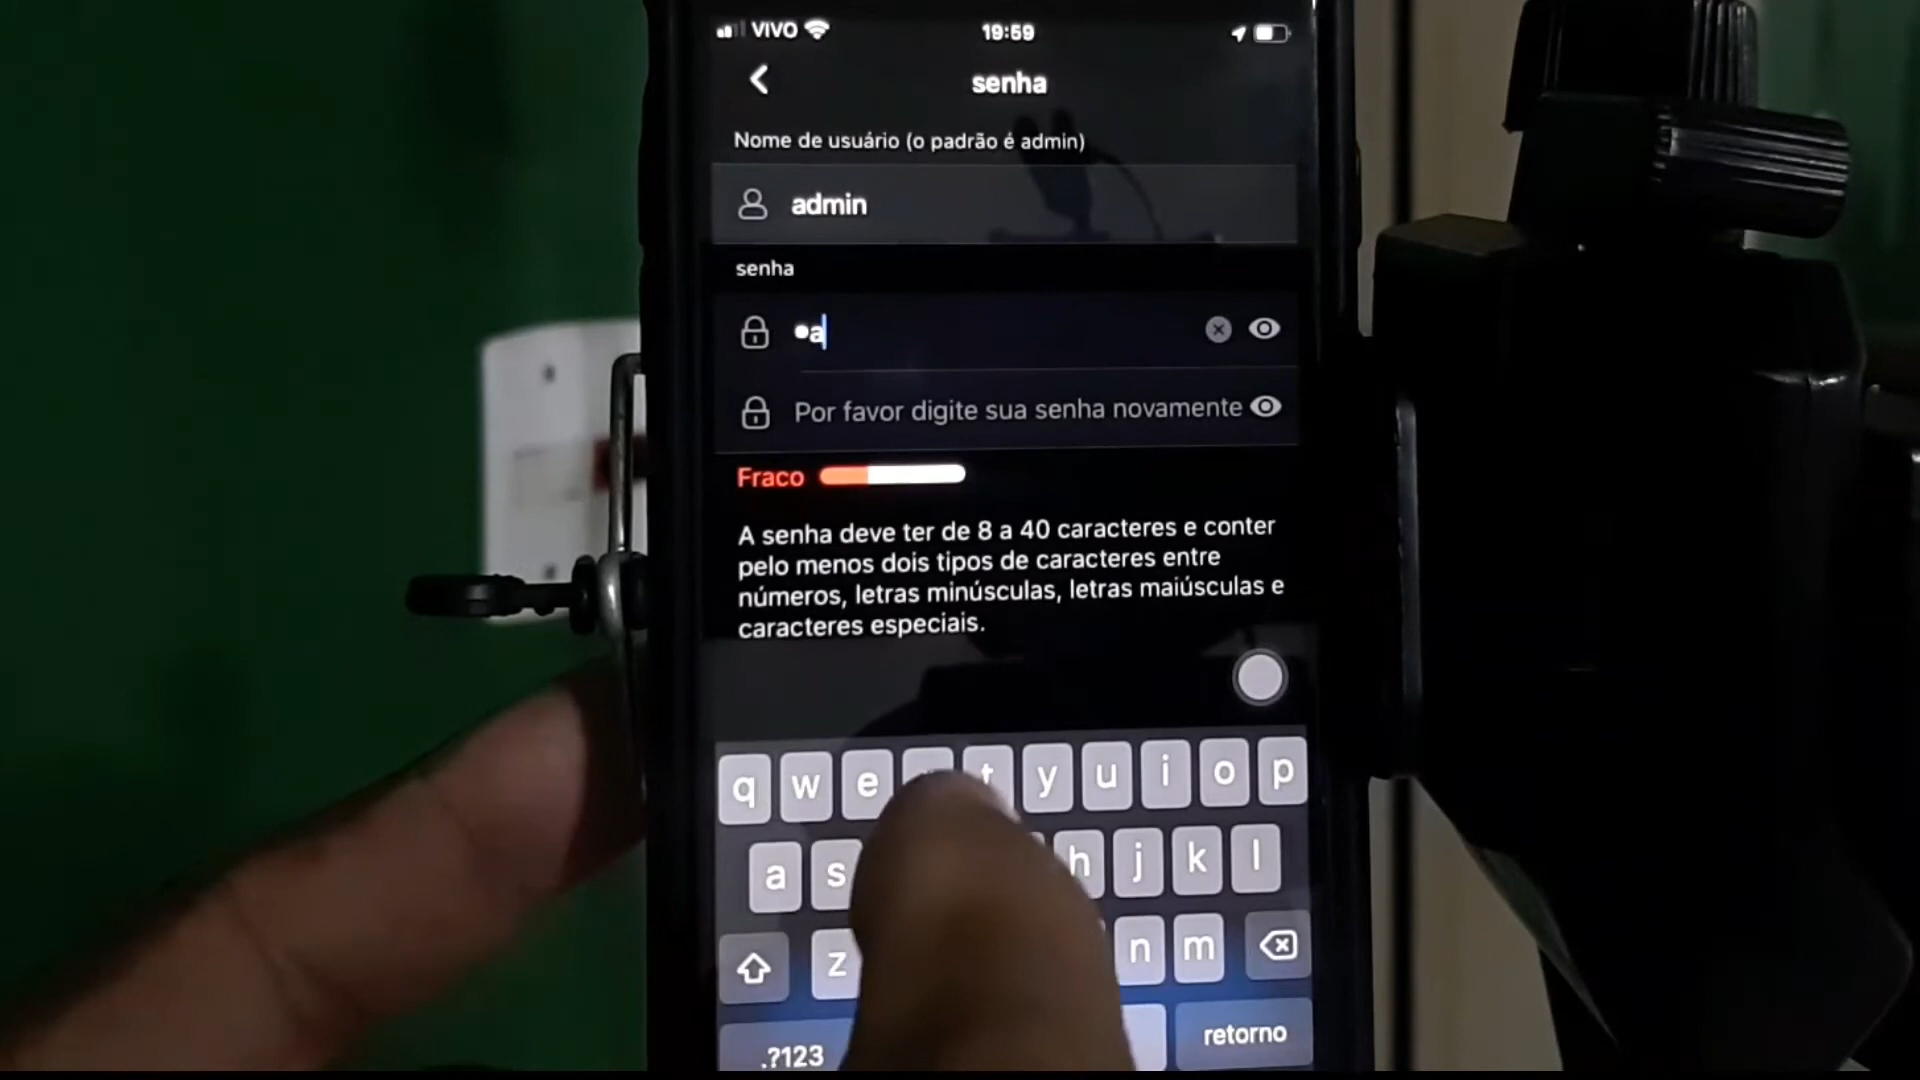 VIVO 19:59
senha
Nome de usuário (o padrão é admin)
admin
senha
•a
Por favor digite sua senha novamente
Fraco
A senha deve ter de 8 a 40 caracteres e conter
pelo menos dois tipos de caracteres entre
números, letras minúsculas, letras maiúsculas e
caracteres especiais.
q w e t y u i o p
a s h j k l
z n m
.?123 retorno